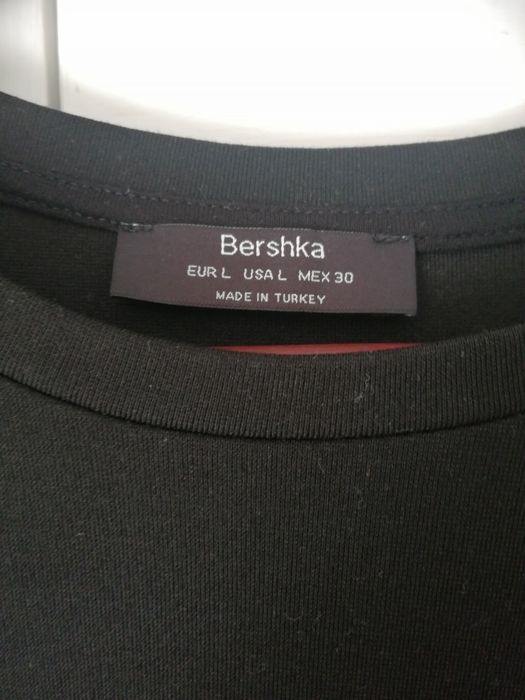 Bershka
EUR L USA L MEX 30
MADE IN TURKEY